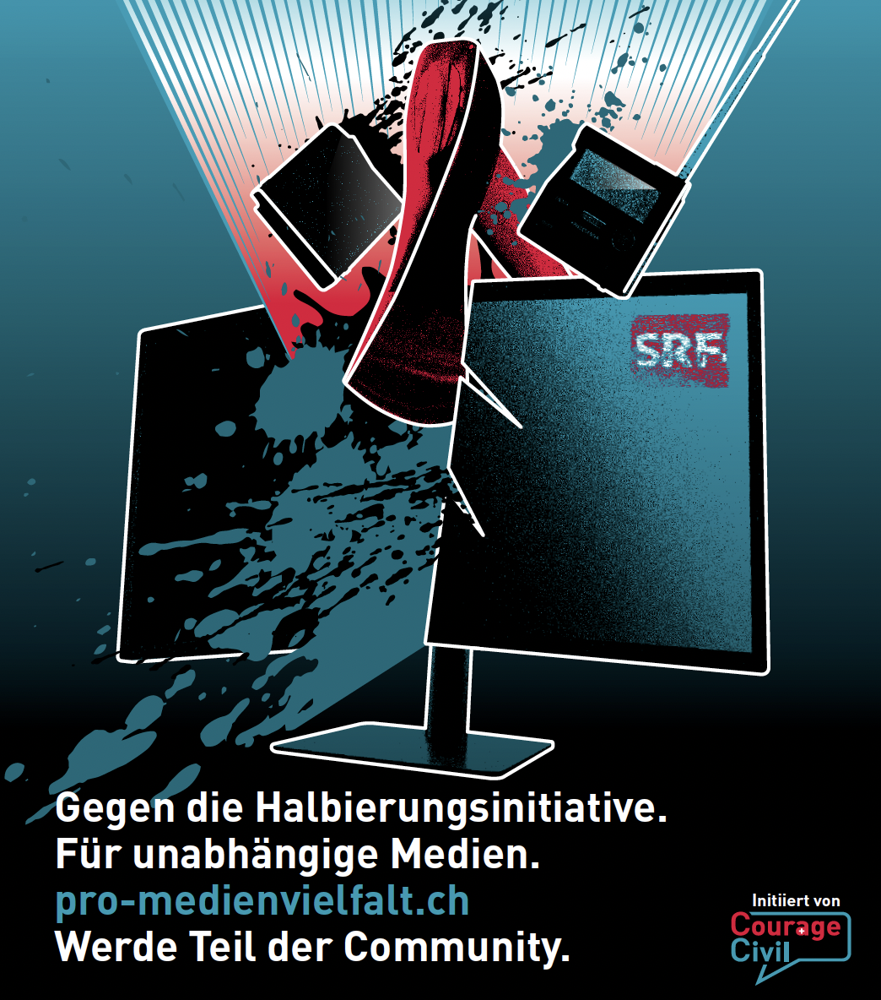 SRF
Gegen die Halbierungsinitiative.
Für unabhängige Medien.
pro-medienvielfalt.ch
Werde Teil der Community.
Initiiert von
Courage
Civil